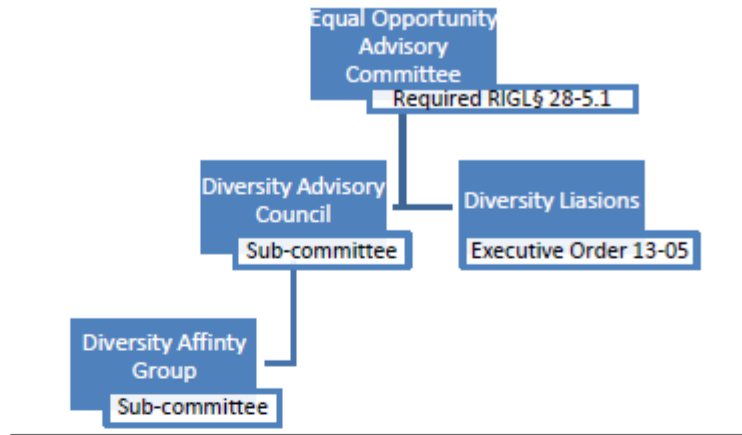 Equal Opportunity
Advisory
Committee
Required RIGL§ 28-5.1
Diversity Advisory
Council
Sub-committee
Diversity Liasions
Executive Order 13-05
Diversity Affinty
Group
Sub-committee